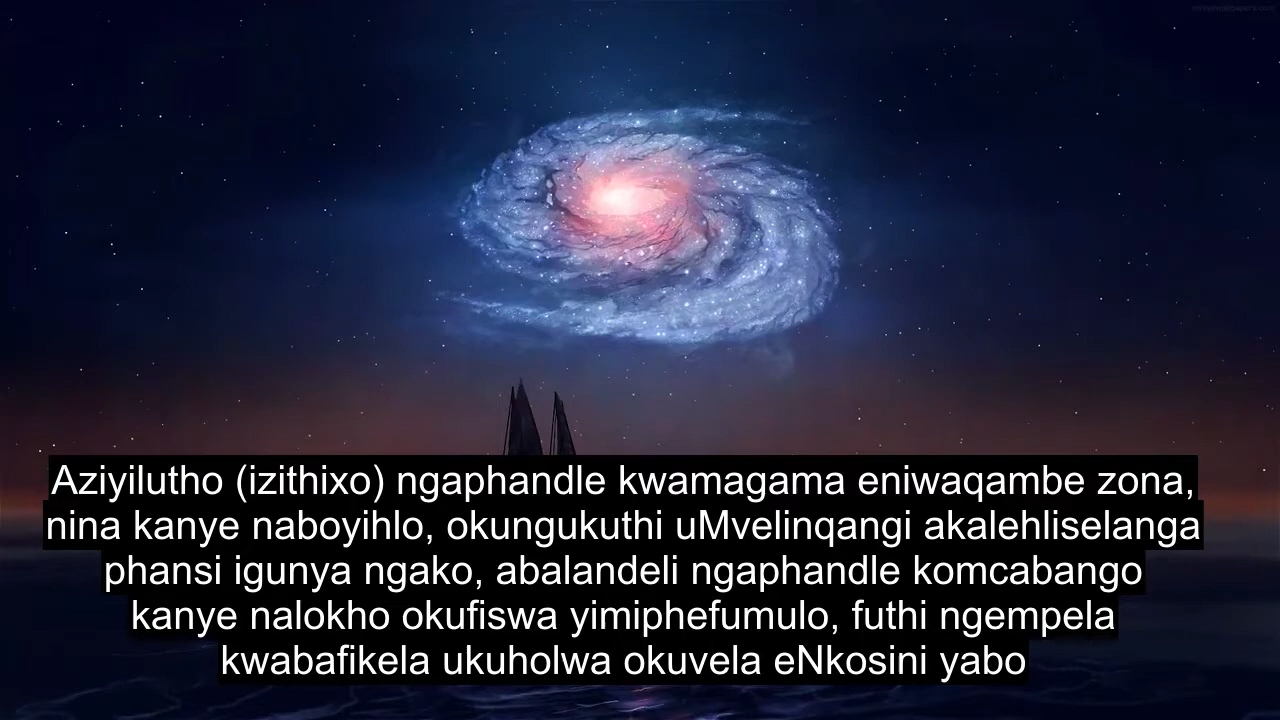 Aziyilutho (izithixo) ngaphandle kwamagama eniwaqambe zona,
nina kanye naboyihlo, okungukuthi uMvelinqangi akalehliselanga
phansi igunya ngako, abalandeli ngaphandle komcabango
kanye nalokho okufiswa yimiphefumulo, futhi ngempela
kwabafikela ukuholwa okuvela eNkosini yabo